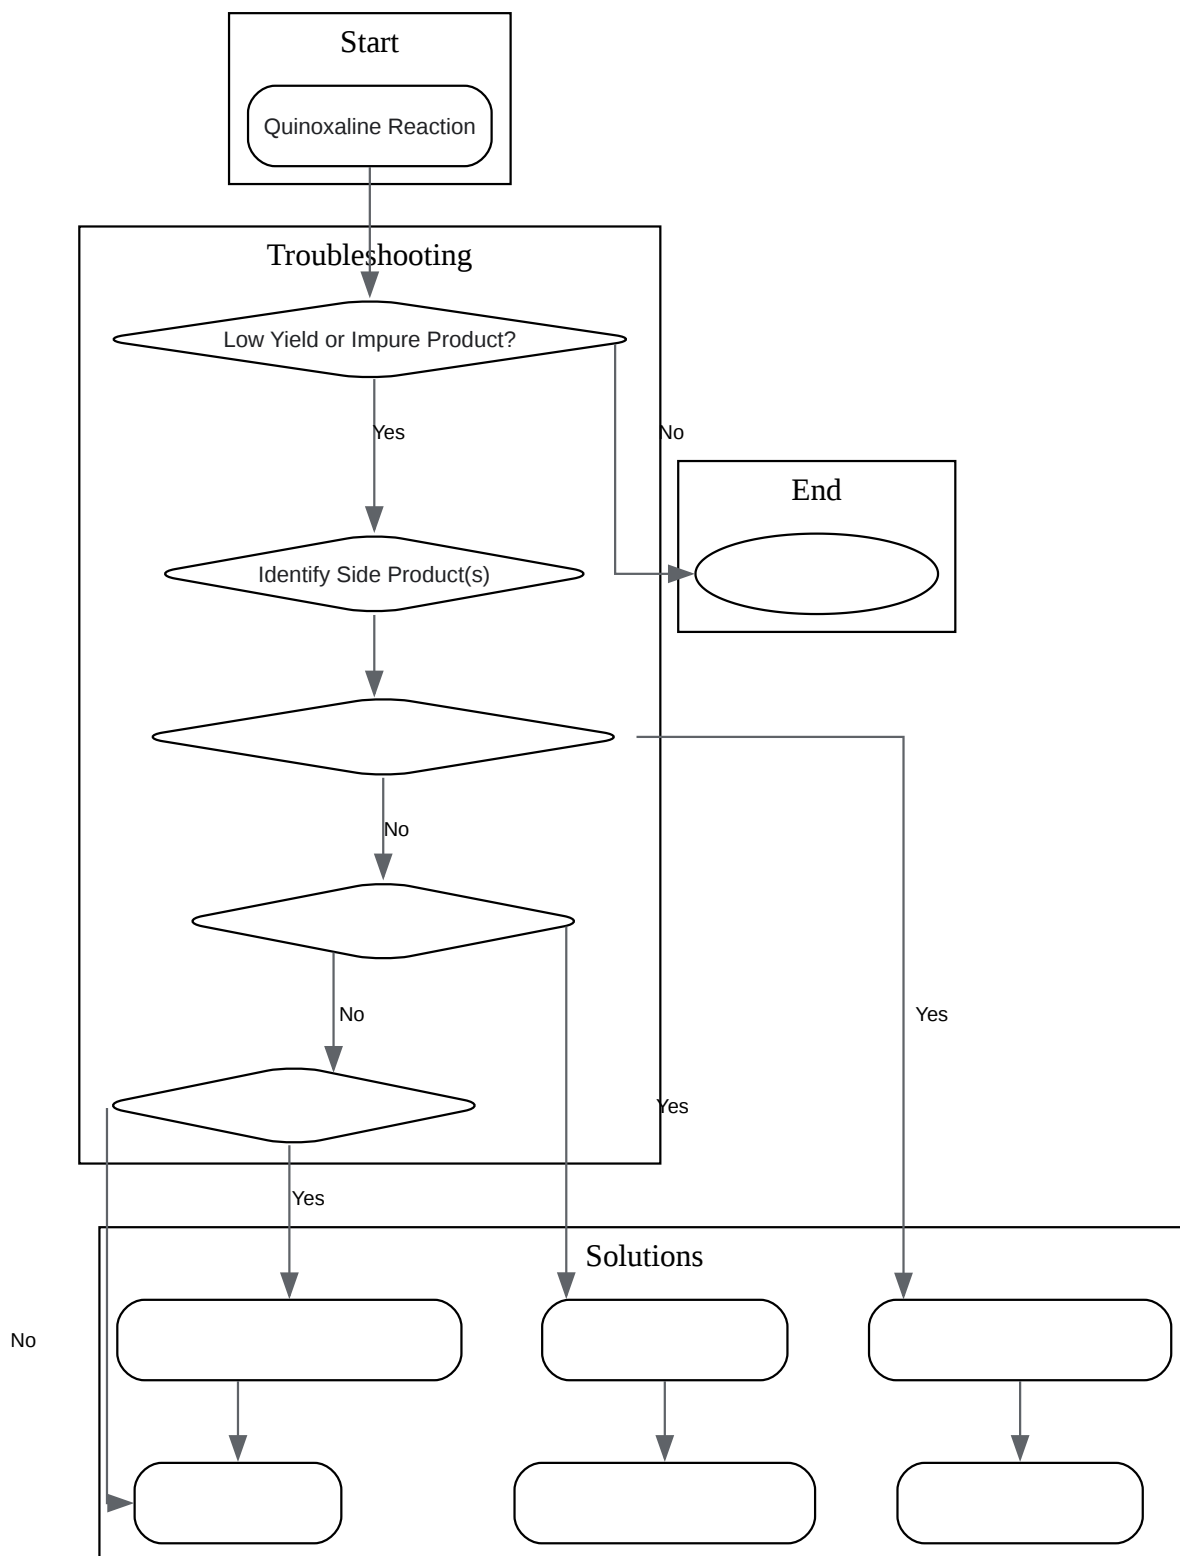 Start
Quinoxaline Reaction
Troubleshooting
Low Yield or Impure Product?
Yes
No
End
Identify Side Product(s)
No
No
Yes
Yes
Yes
Solutions
No